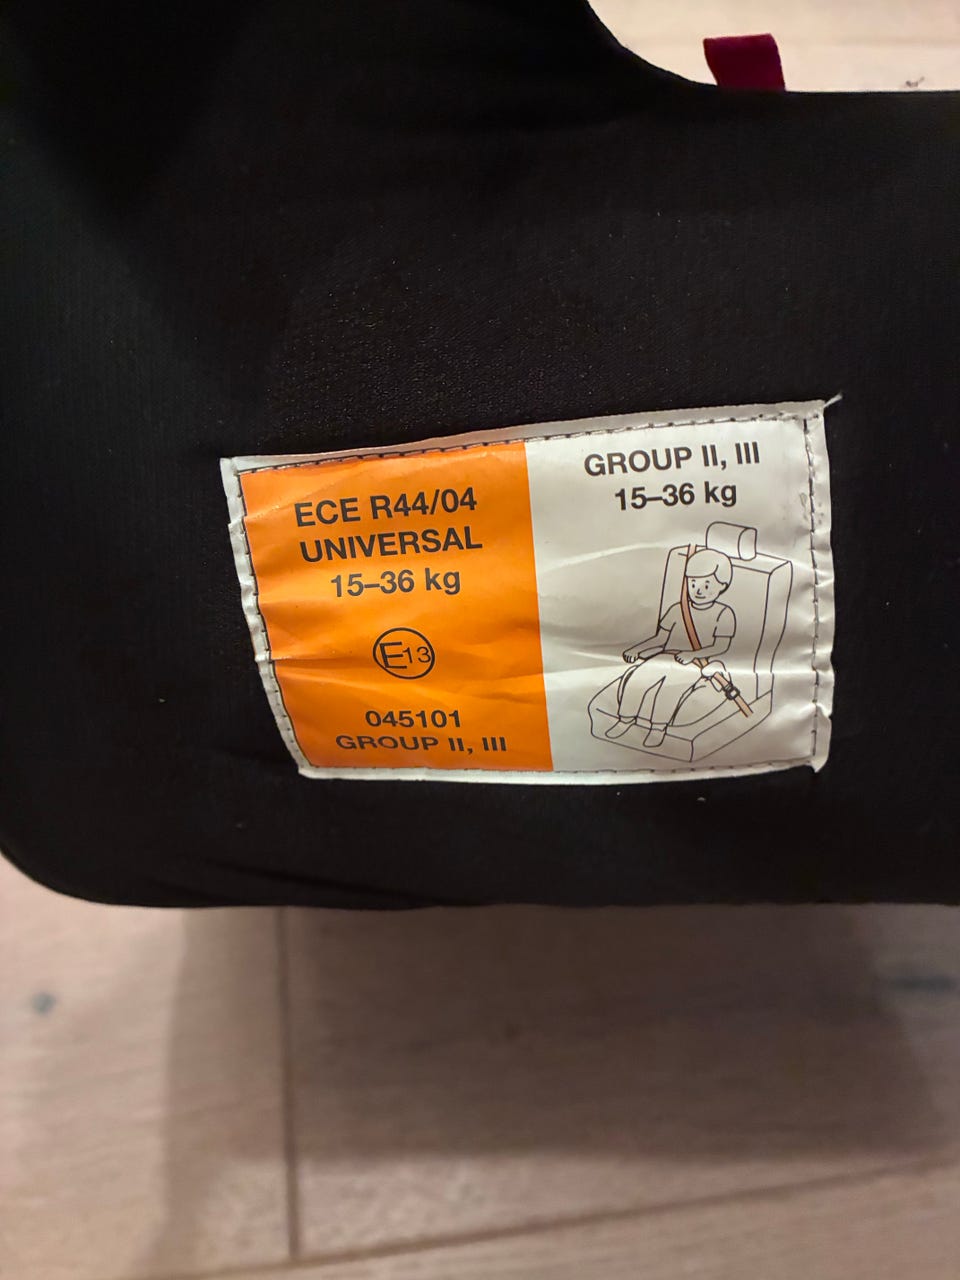 ECE R44/04
UNIVERSAL
15–36 kg
E13
045101
GROUP II, III
GROUP II, III
15–36 kg